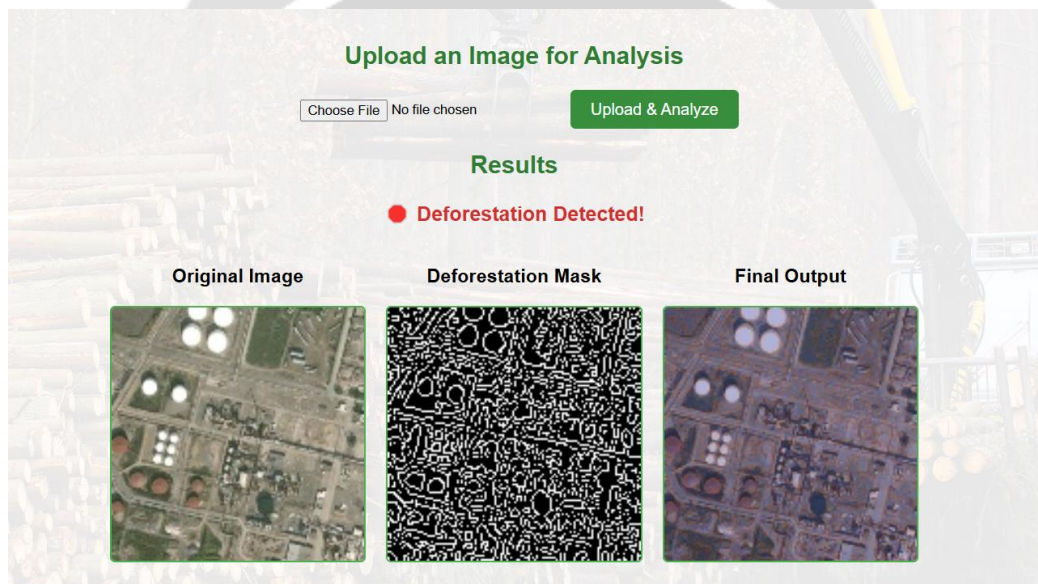 Upload an Image for Analysis
Choose File No file chosen
Upload & Analyze
Results
Deforestation Detected!
Original Image
Deforestation Mask
Final Output